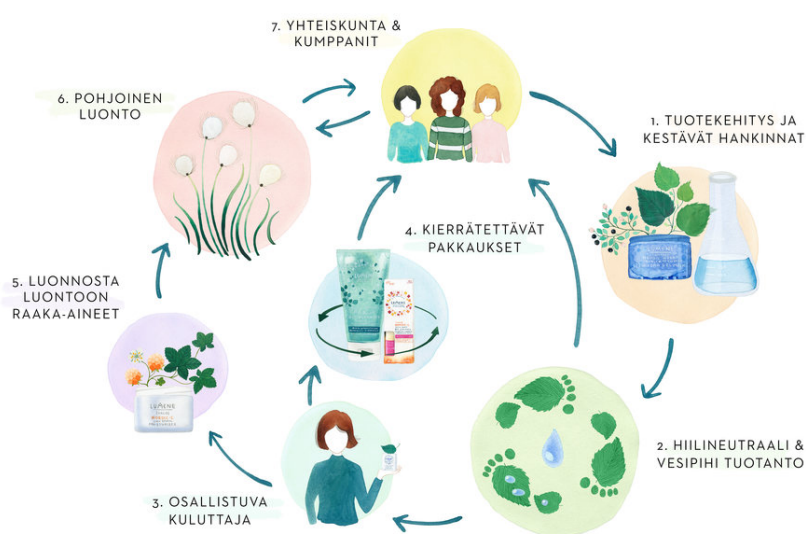 7. YHTEISKUNTA &
KUMPPANIT
6. POHJOINEN
LUONTO
1. TUOTEKEHITYS JA
KESTÄVÄT HANKINNAT
4. KIERRÄTETTÄVÄT
PAKKAUKSET
5. LUONNOSTA
LUONTOON
RAAKA-AINEET
LUMENE
2. HIILINEUTRAALI &
VESIPIHI TUOTANTO
3. OSALLISTUVA
KULUTTAJA